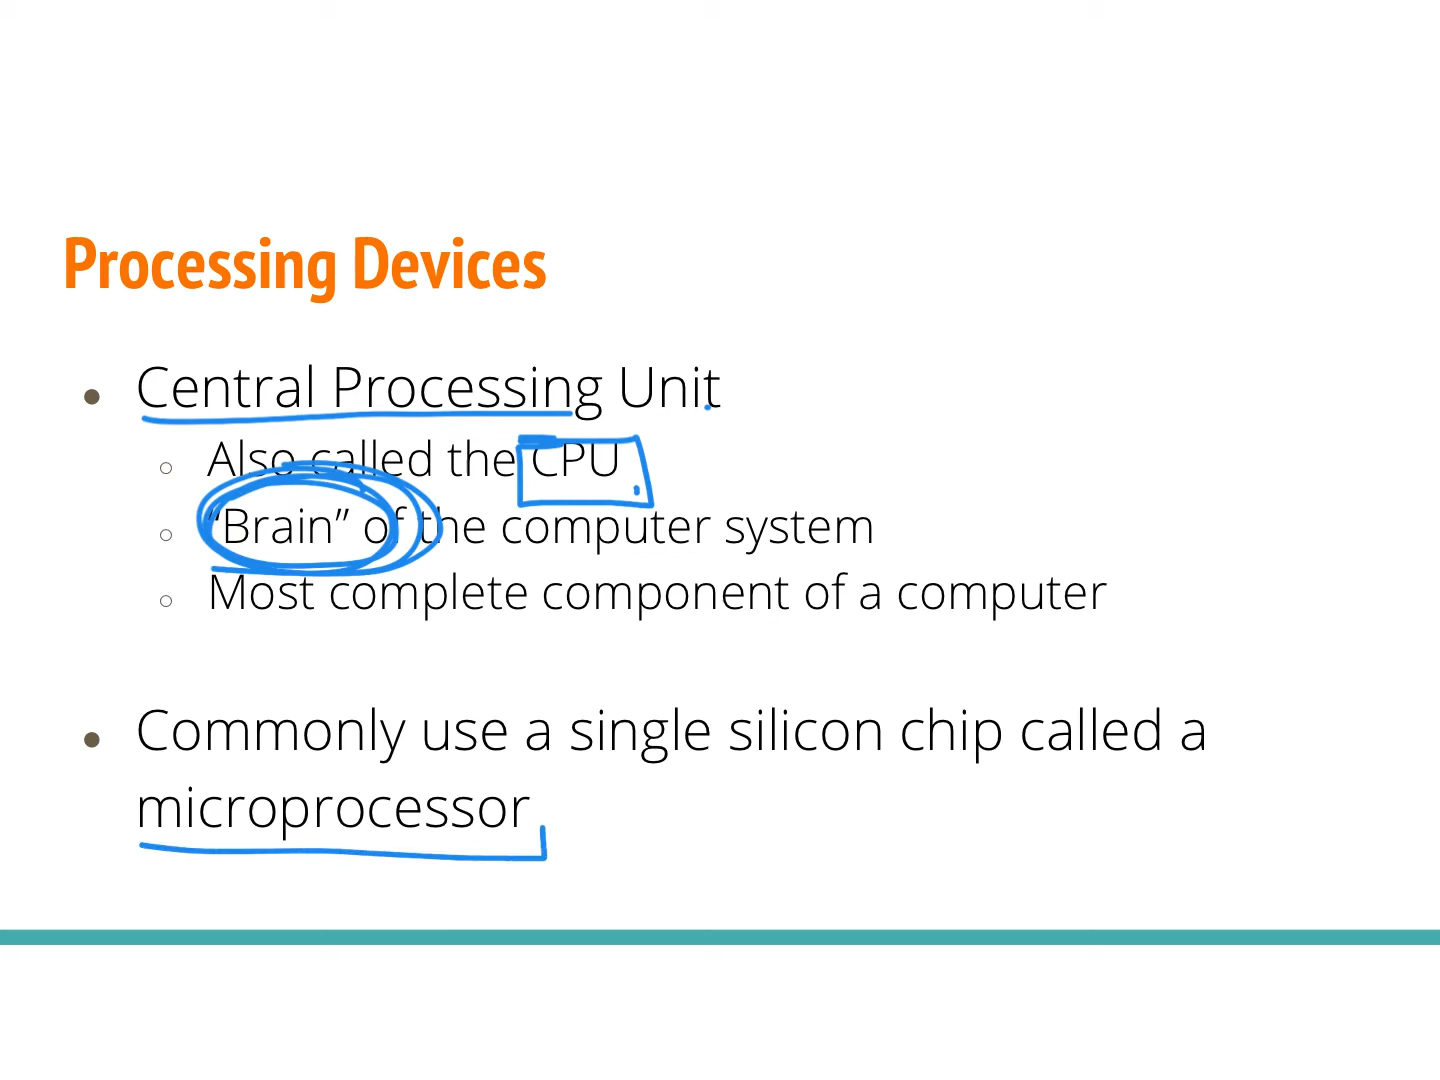 Processing Devices
Central Processing Unit
Also called the CPU
“Brain” of the computer system
Most complete component of a computer
Commonly use a single silicon chip called a
microprocessor